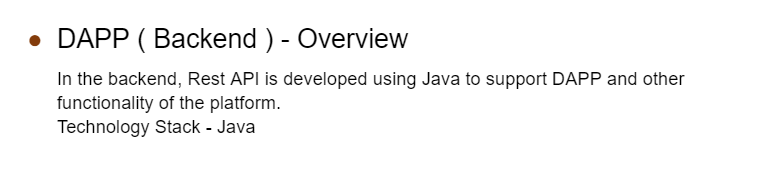 • DAPP ( Backend ) - Overview
In the backend, Rest API is developed using Java to support DAPP and other
functionality of the platform.
Technology Stack - Java